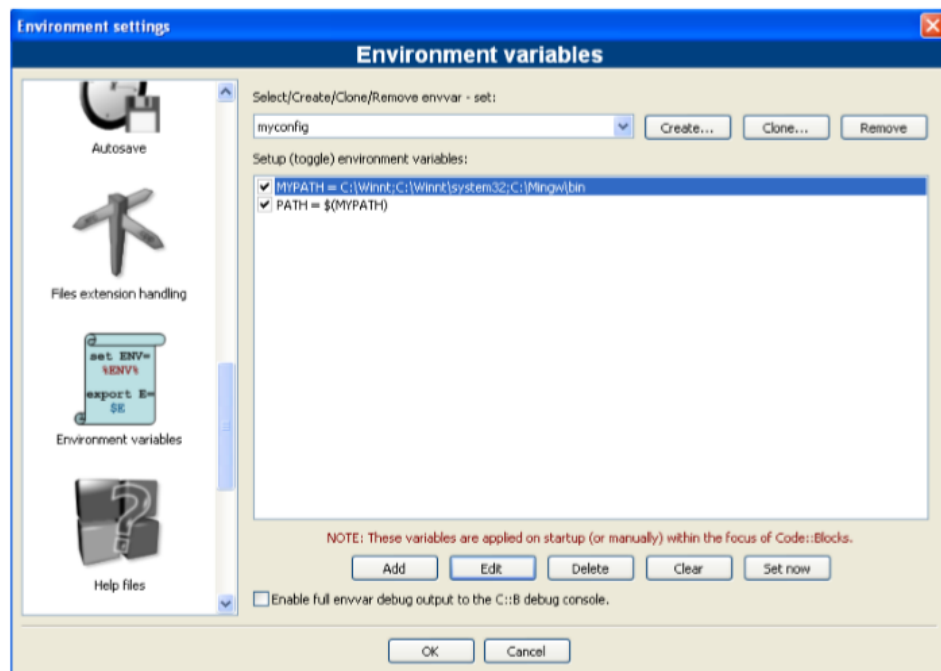 Environment settings
Environment variables
Autosave
Files extension handling
set ENV=
%ENV%
export E=
$E
Environment variables
Help files
Select/Create/Clone/Remove envvar - set:
myconfig
Create...
Clone...
Remove
Setup (toggle) environment variables:
MYPATH = C:\Winnt;C:\Winnt\system32;C:\Mingw\bin
PATH = $(MYPATH)
NOTE: These variables are applied on startup (or manually) within the focus of Code::Blocks.
Add
Edit
Delete
Clear
Set now
Enable full envvar debug output to the C::B debug console.
OK
Cancel